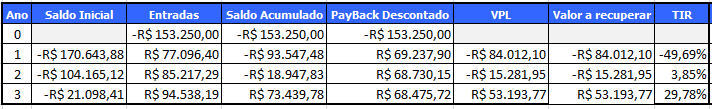 Ano Saldo Inicial Entradas Saldo Acumulado PayBack Descontado VPL Valor a recuperar TIR
0 -R$ 153.250,00 -R$ 153.250,00 -R$ 153.250,00
1 -R$ 170.643,88 R$ 77.096,40 -R$ 93.547,48 R$ 69.237,90 -R$ 84.012,10 -R$ 84.012,10 -49,69%
2 -R$ 104.165,12 R$ 85.217,29 -R$ 18.947,83 R$ 68.730,15 -R$ 15.281,95 -R$ 15.281,95 3,85%
3 -R$ 21.098,41 R$ 94.538,19 R$ 73.439,78 R$ 68.475,72 R$ 53.193,77 R$ 53.193,77 29,78%